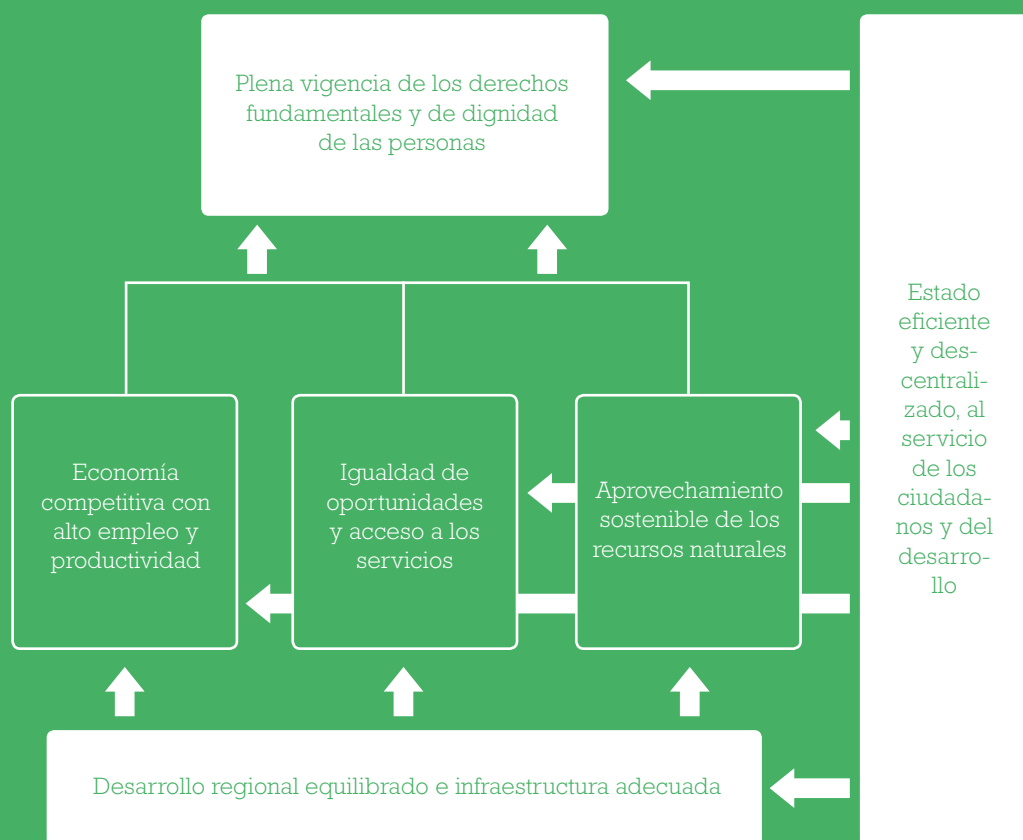 Plena vigencia de los derechos
fundamentales y de dignidad
de las personas
Estado
eficiente
y des-
centrali-
zado, al
servicio
de los
ciudada-
nos y del
desarro-
llo
Economía
competitiva con
alto empleo y
productividad
Igualdad de
oportunidades
y acceso a los
servicios
Aprovechamiento
sostenible de los
recursos naturales
Desarrollo regional equilibrado e infraestructura adecuada